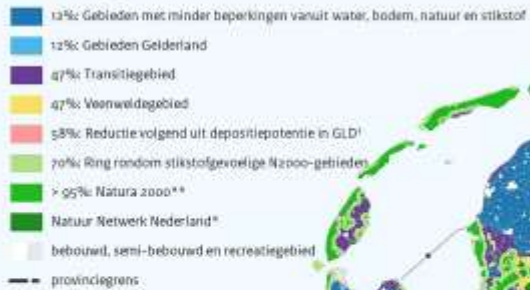 12%: Gebieden met minder beperkingen vanuit water, bodem, natuur en stikstof
12%: Gebieden Gelderland
47%: Transitiegebied
47%: Veenweidegebied
58%: Reductie volgend uit depositiepotentie in GLD¹
70%: Ring rondom stikstofgevoelige N2000-gebieden
> 95%: Natura 2000**
Natuur Netwerk Nederland*
bebouwd, semi-bebouwd en recreatiegebied
provinciegrens